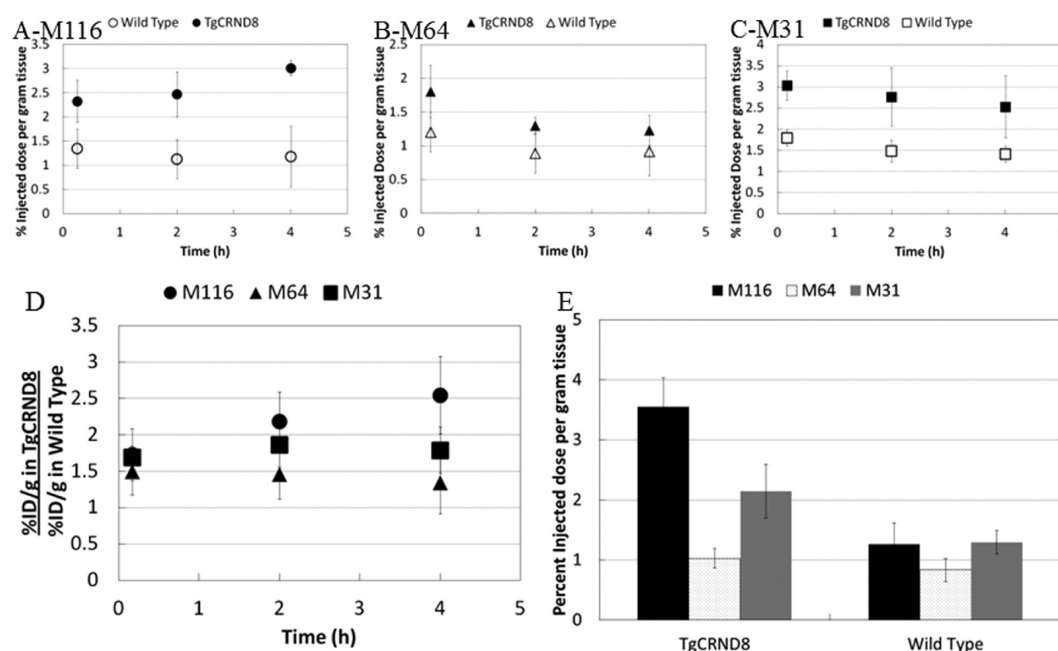 A-M116
Wild Type TgCRND8
% Injected dose per gram tissue
3.5
3
2.5
2
1.5
1
0.5
0
0 1 2 3 4 5
Time (h)
B-M64
TgCRND8 Wild Type
% Injected Dose per gram tissue
2.5
2
1.5
1
0.5
0
0 1 2 3 4 5
Time (h)
C-M31
TgCRND8 Wild Type
% Injected Dose per gram tissue
4
3.5
3
2.5
2
1.5
1
0.5
0
0 2 4
Time (h)
D
M116 M64 M31
%ID/g in TgCRND8
%ID/g in Wild Type
3.5
3
2.5
2
1.5
1
0.5
0
0 1 2 3 4 5
Time (h)
E
M116 M64 M31
Percent Injected dose per gram tissue
5
4
3
2
1
0
TgCRND8 Wild Type